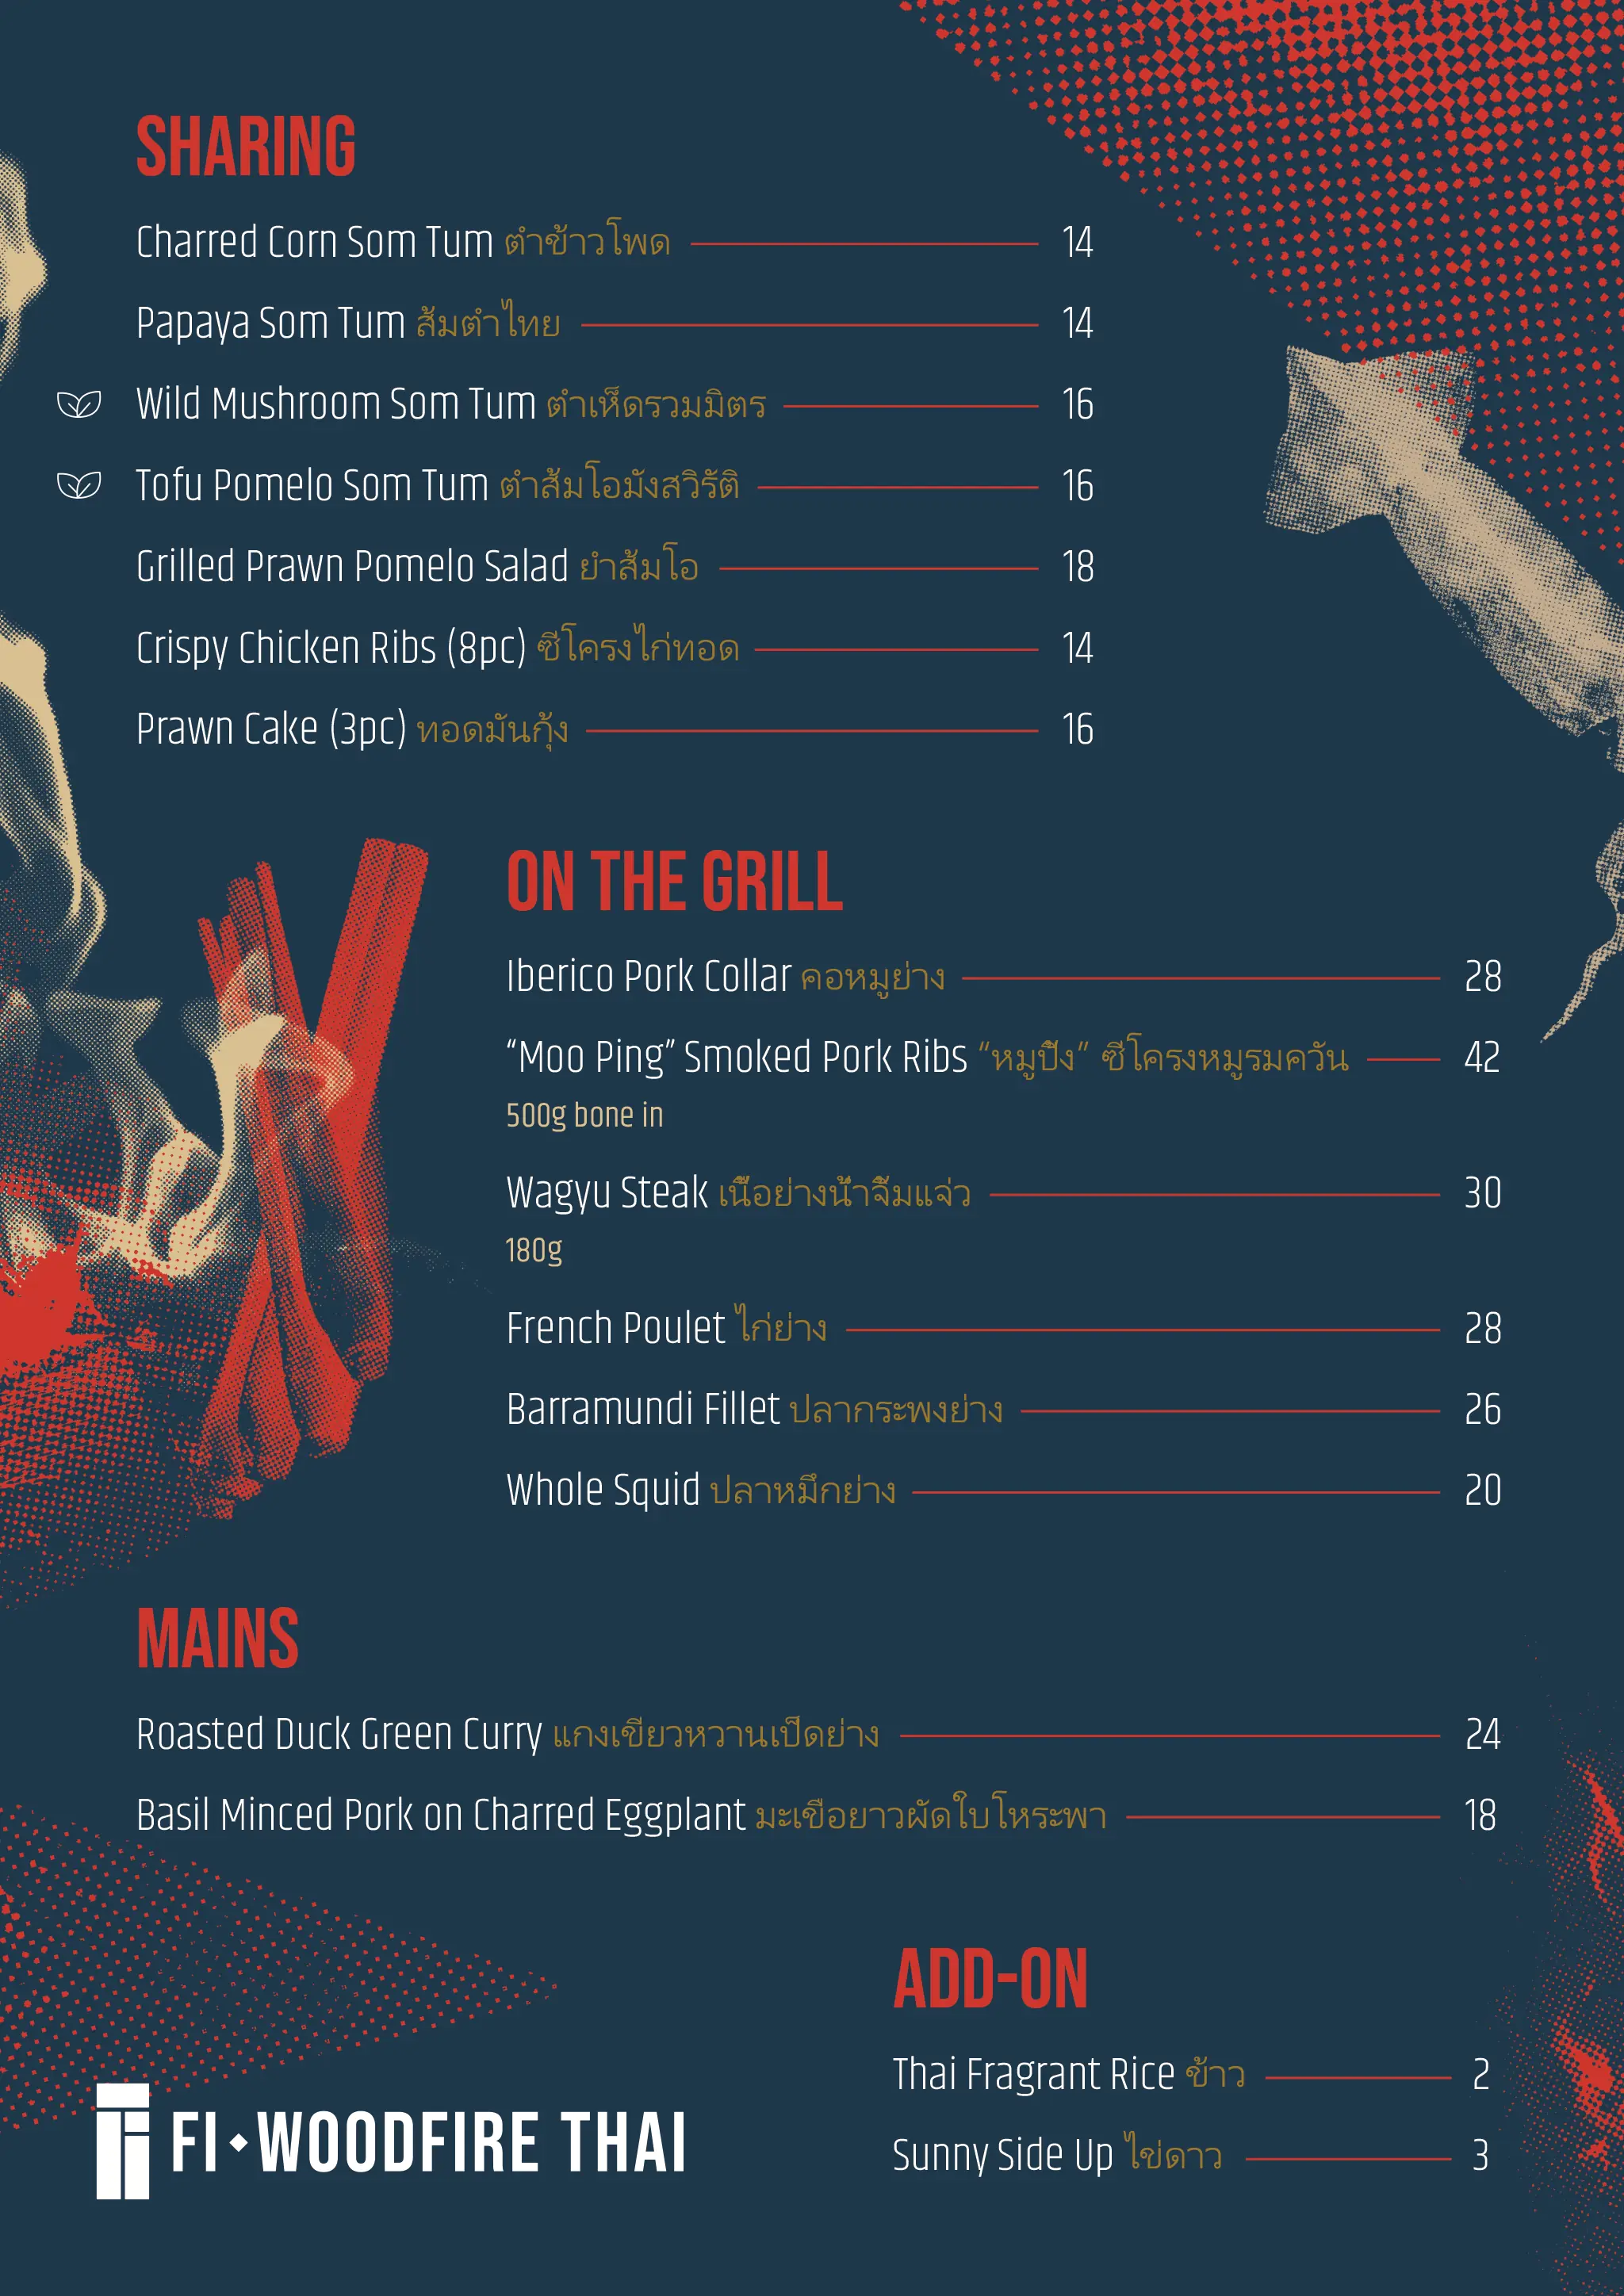 SHARING
Charred Corn Som Tum ตำข้าวโพด 14
Papaya Som Tum ส้มตำไทย 14
Wild Mushroom Som Tum ตำเห็ดรวมมิตร 16
Tofu Pomelo Som Tum ตำส้มโอมังสวิรัติ 16
Grilled Prawn Pomelo Salad ยำส้มโอ 18
Crispy Chicken Ribs (8pc) ซี่โครงไก่ทอด 14
Prawn Cake (3pc) ทอดมันกุ้ง 16
ON THE GRILL
Iberico Pork Collar คอหมูย่าง 28
“Moo Ping” Smoked Pork Ribs “หมูปิ้ง” ซี่โครงหมูรมควัน 42
500g bone in
Wagyu Steak เนื้อย่างน้ำจิ้มแจ่ว 30
180g
French Poulet ไก่ย่าง 28
Barramundi Fillet ปลากระพงย่าง 26
Whole Squid ปลาหมึกย่าง 20
MAINS
Roasted Duck Green Curry แกงเขียวหวานเป็ดย่าง 24
Basil Minced Pork on Charred Eggplant มะเขือยาวผัดใบโหระพา 18
ADD-ON
Thai Fragrant Rice ข้าว 2
Sunny Side Up ไข่ดาว 3
FI WOODFIRE THAI